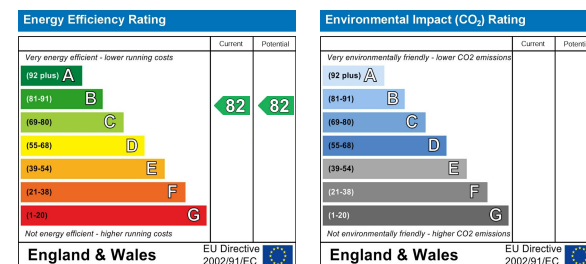 Energy Efficiency Rating
Current Potential
Very energy efficient - lower running costs
(92 plus) A
(81-91) B
82 82
(69-80) C
(55-68) D
(39-54) E
(21-38) F
(1-20) G
Not energy efficient - higher running costs
England & Wales
EU Directive
2002/91/EC
Environmental Impact (CO₂) Rating
Current Potential
Very environmentally friendly - lower CO2 emissions
(92 plus) A
(81-91) B
(69-80) C
(55-68) D
(39-54) E
(21-38) F
(1-20) G
Not environmentally friendly - higher CO2 emissions
England & Wales
EU Directive
2002/91/EC